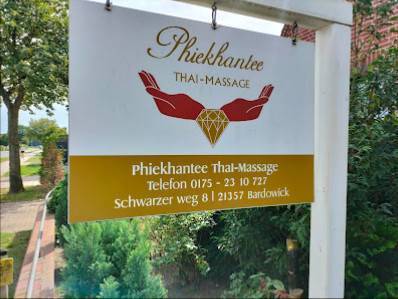 Phiekhantee
THAI-MASSAGE
Phiekhantee Thai-Massage
Telefon 0175 - 23 10 727
Schwarzer weg 8 | 21357 Bardowick